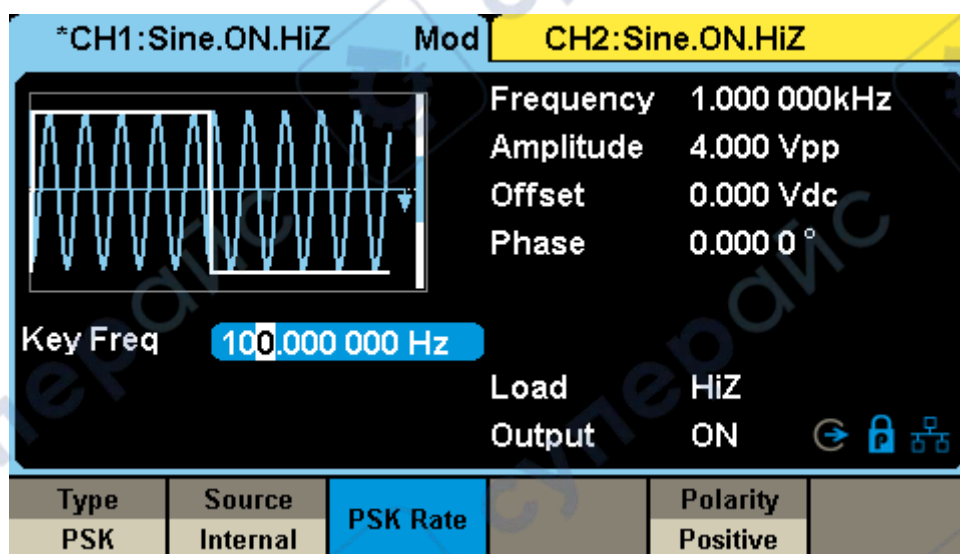 *CH1:Sine.ON.HiZ Mod CH2:Sine.ON.HiZ
Frequency 1.000 000kHz
Amplitude 4.000 Vpp
Offset 0.000 Vdc
Phase 0.000 0 °
Key Freq 100.000 000 Hz
Load HiZ
Output ON
P
Type Source PSK Rate Polarity
PSK Internal Positive
суперайс